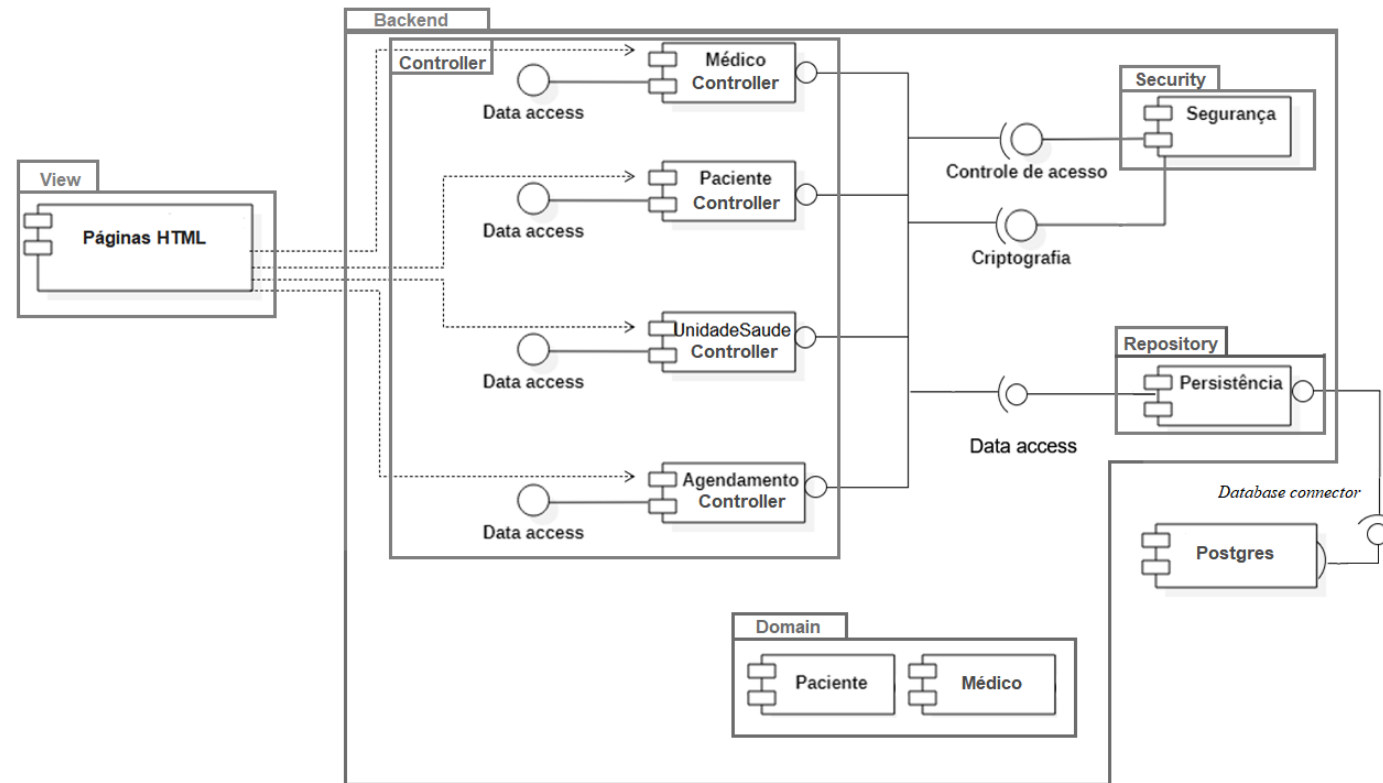 Backend
Controller
Médico
Controller
Data access
Security
Segurança
Controle de acesso
View
Páginas HTML
Paciente
Controller
Data access
Criptografia
UnidadeSaude
Controller
Data access
Repository
Persistência
Data access
Agendamento
Controller
Data access
Database connector
Postgres
Domain
Paciente
Médico